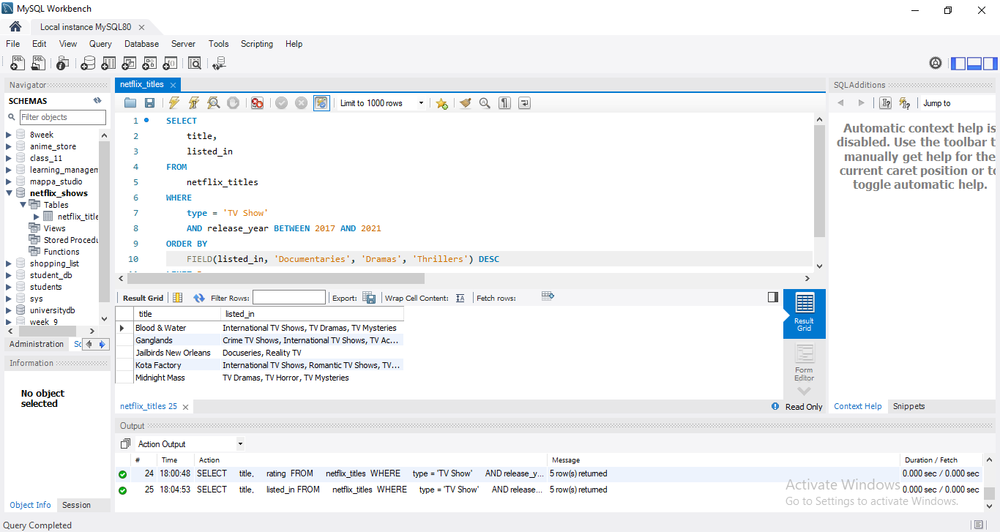 MySQL Workbench
Local instance MySQL80
File Edit View Query Database Server Tools Scripting Help
Navigator
SCHEMAS
Filter objects
8week
anime_store
class_11
learning_managem
mappa_studio
netflix_shows
Tables
netflix_title
Views
Stored Procedu
Functions
shopping_list
student_db
students
sys
universitydb
week_9
Administration Sc
Information
No object
selected
Object Info Session
netflix_titles
Limit to 1000 rows
1 SELECT
2 title,
3 listed_in
4 FROM
5 netflix_titles
6 WHERE
7 type = 'TV Show'
8 AND release_year BETWEEN 2017 AND 2021
9 ORDER BY
10 FIELD(listed_in, 'Documentaries', 'Dramas', 'Thrillers') DESC
Result Grid Filter Rows: Export: Wrap Cell Content: Fetch rows:
title listed_in
Blood & Water International TV Shows, TV Dramas, TV Mysteries
Ganglands Crime TV Shows, International TV Shows, TV Ac...
Jailbirds New Orleans Docuseries, Reality TV
Kota Factory International TV Shows, Romantic TV Shows, TV...
Midnight Mass TV Dramas, TV Horror, TV Mysteries
Result
Grid
Form
Editor
netflix_titles 25 Read Only
SQLAdditions
Jump to
Automatic context help is
disabled. Use the toolbar t
manually get help for the
current caret position or to
toggle automatic help.
Context Help Snippets
Output
Action Output
# Time Action Message Duration / Fetch
24 18:00:48 SELECT title, rating FROM netflix_titles WHERE type = 'TV Show' AND release_y... 5 row(s) returned 0.000 sec / 0.000 sec
25 18:04:53 SELECT title, listed_in FROM netflix_titles WHERE type = 'TV Show' AND release... 5 row(s) returned 0.000 sec / 0.000 sec
Activate Windows
Go to Settings to activate Windows.
Query Completed